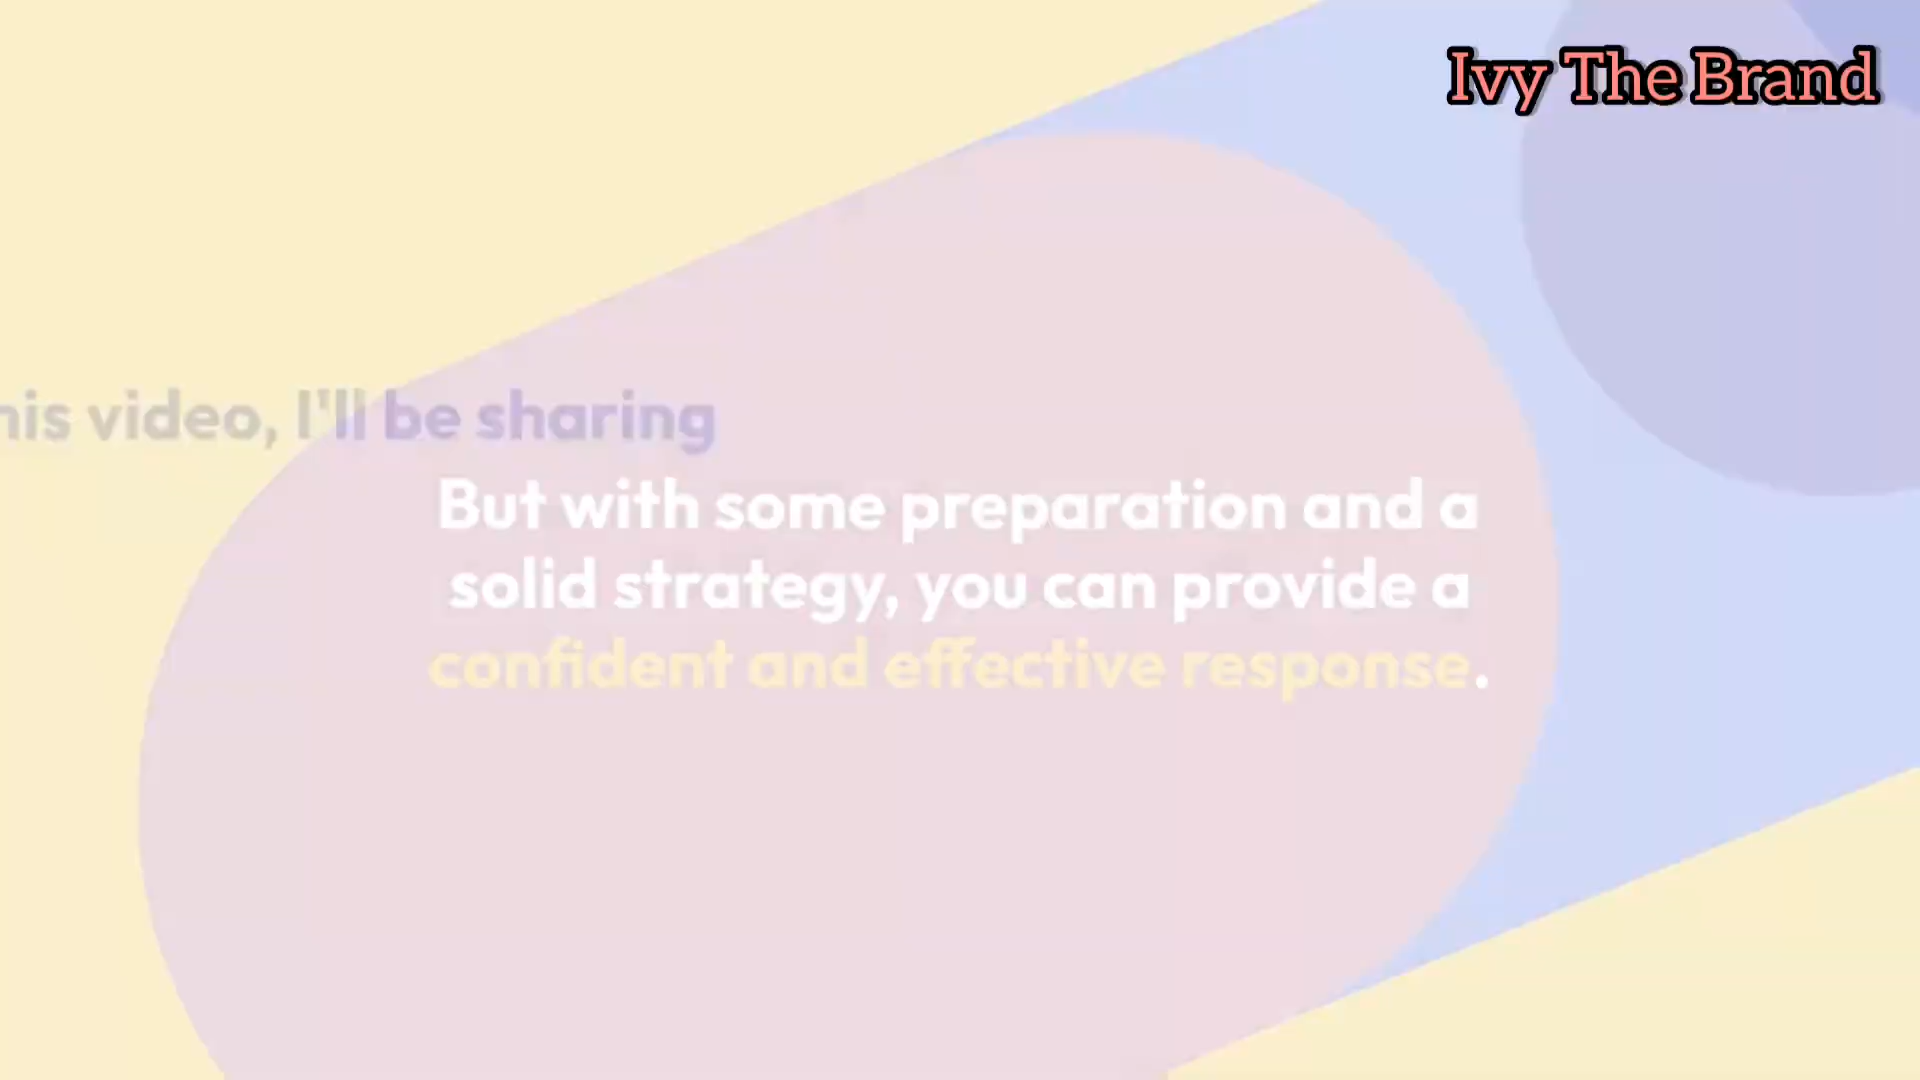 Ivy The Brand
his video, I'll be sharing
But with some preparation and a
solid strategy, you can provide a
confident and effective response.